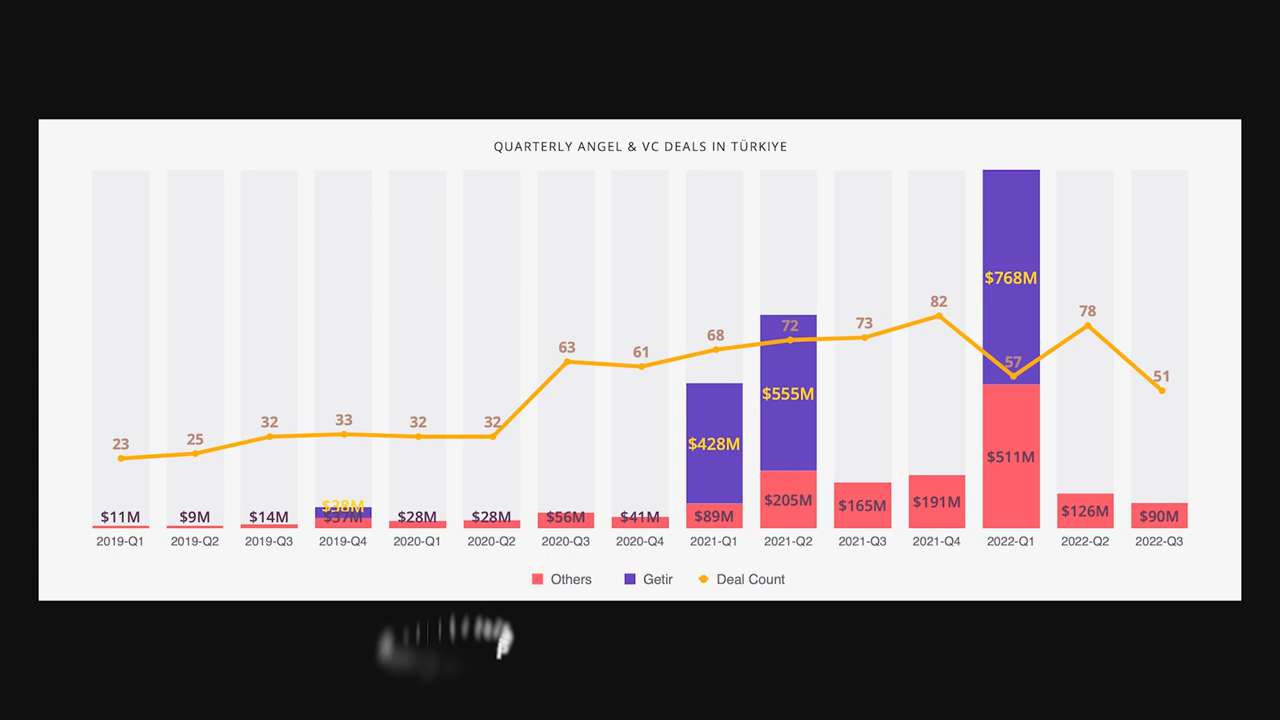 QUARTERLY ANGEL & VC DEALS IN TÜRKIYE
$768M
82
78
68 72 73
63 61 57
51
$555M
33
32 32 32
25
23
$428M
$511M
$38M
$205M $165M $191M
$11M $9M $14M $37M $28M $28M $56M $41M $89M $126M $90M
2019-Q1 2019-Q2 2019-Q3 2019-Q4 2020-Q1 2020-Q2 2020-Q3 2020-Q4 2021-Q1 2021-Q2 2021-Q3 2021-Q4 2022-Q1 2022-Q2 2022-Q3
Others Getir Deal Count